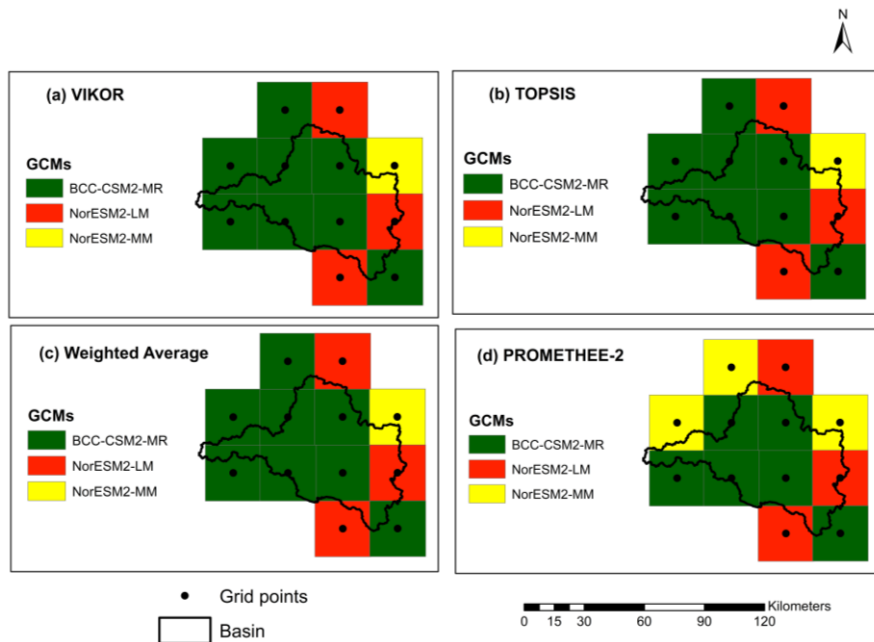 N
(a) VIKOR
GCMs
BCC-CSM2-MR
NorESM2-LM
NorESM2-MM
(b) TOPSIS
GCMs
BCC-CSM2-MR
NorESM2-LM
NorESM2-MM
(c) Weighted Average
GCMs
BCC-CSM2-MR
NorESM2-LM
NorESM2-MM
(d) PROMETHEE-2
GCMs
BCC-CSM2-MR
NorESM2-LM
NorESM2-MM
Grid points
Basin
Kilometers
0 15 30 60 90 120